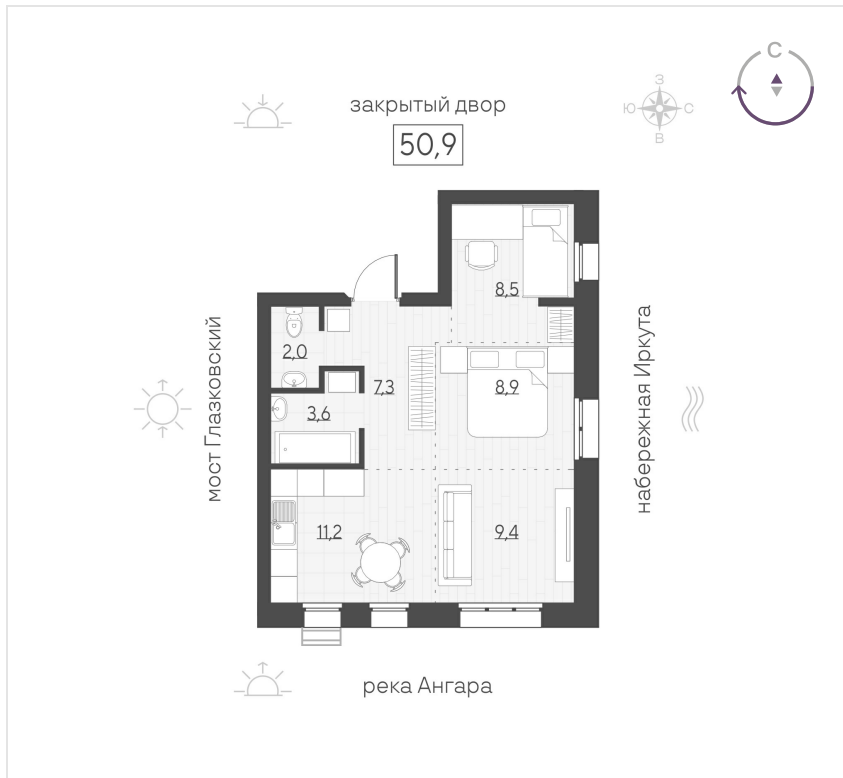 С
закрытый двор
З
Ю
С
В
50,9
8,5
2,0
7,3
8,9
3,6
мост Глазковский
набережная Иркута
11,2
9,4
река Ангара